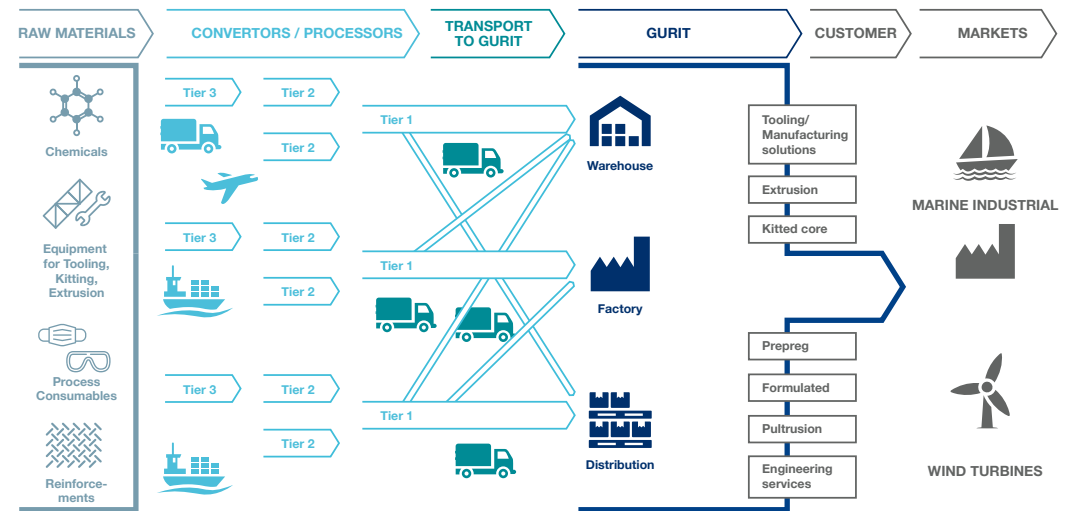 RAW MATERIALS
CONVERTORS / PROCESSORS
TRANSPORT
TO GURIT
GURIT
CUSTOMER
MARKETS
Chemicals
Equipment
for Tooling,
Kitting,
Extrusion
Process
Consumables
Reinforce-
ments
Tier 3
Tier 2
Tier 2
Tier 3
Tier 2
Tier 2
Tier 3
Tier 2
Tier 2
Tier 1
Tier 1
Tier 1
Warehouse
Factory
Distribution
Tooling/
Manufacturing
solutions
Extrusion
Kitted core
Prepreg
Formulated
Pultrusion
Engineering
services
MARINE INDUSTRIAL
WIND TURBINES